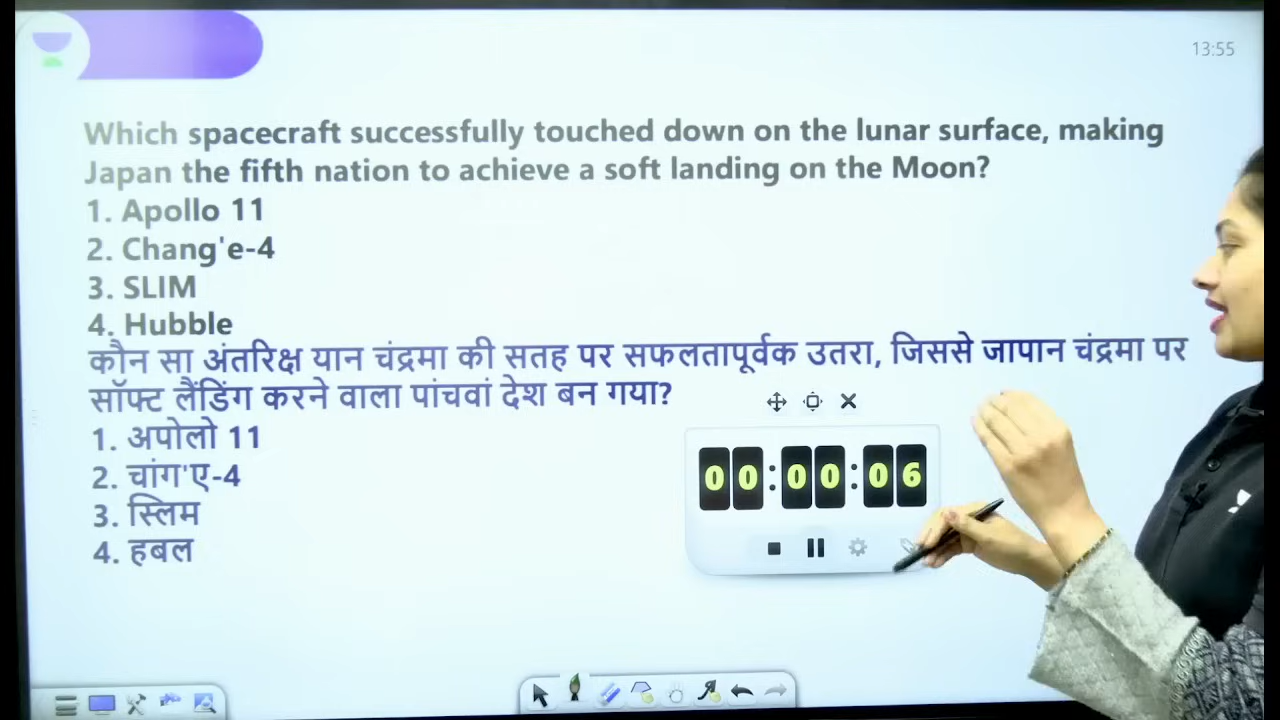 13:55
Which spacecraft successfully touched down on the lunar surface, making
Japan the fifth nation to achieve a soft landing on the Moon?
1. Apollo 11
2. Chang'e-4
3. SLIM
4. Hubble
कौन सा अंतरिक्ष यान चंद्रमा की सतह पर सफलतापूर्वक उतरा, जिससे जापान चंद्रमा पर
सॉफ्ट लैंडिंग करने वाला पांचवां देश बन गया?
1. अपोलो 11
2. चांग'ए-4
3. स्लिम
4. हबल
00:00:06